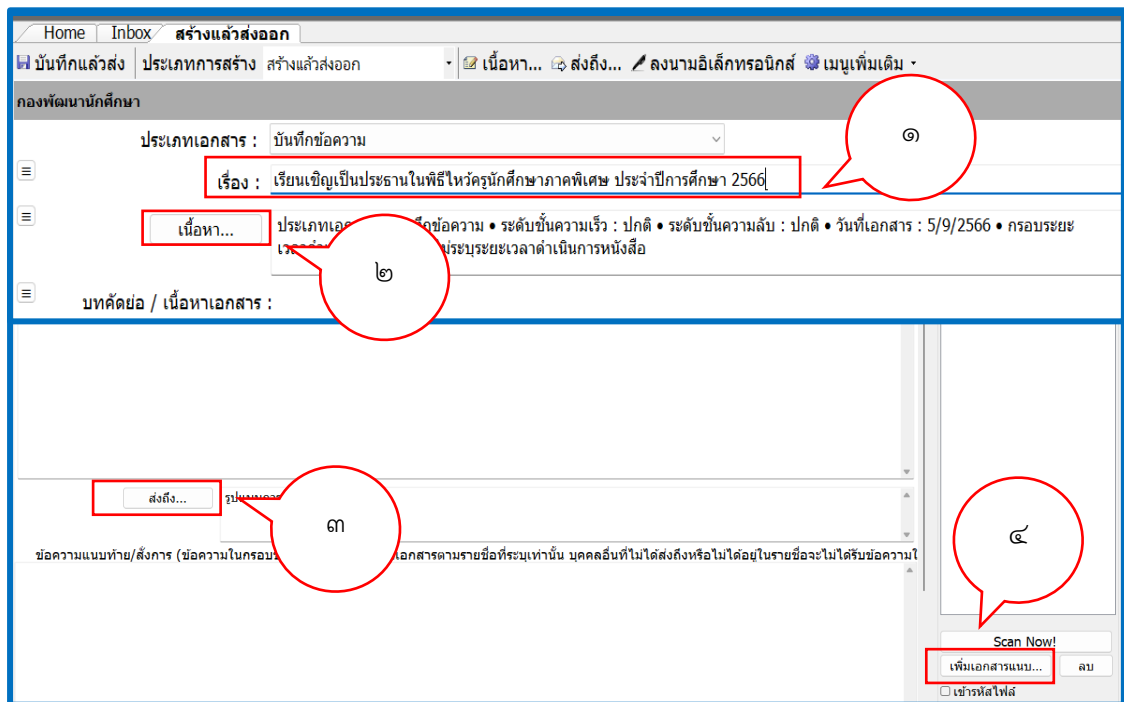 Home Inbox สร้างแล้วส่งออก
บันทึกแล้วส่ง ประเภทการสร้าง สร้างแล้วส่งออก เนื้อหา... ส่งถึง... ลงนามอิเล็กทรอนิกส์ เมนูเพิ่มเติม
กองพัฒนานักศึกษา
ประเภทเอกสาร : บันทึกข้อความ
๑
เรื่อง : เรียนเชิญเป็นประธานในพิธีไหว้ครูนักศึกษาภาคพิเศษ ประจำปีการศึกษา 2566
เนื้อหา... ประเภทเอก ึกข้อความ • ระดับชั้นความเร็ว : ปกติ • ระดับชั้นความลับ : ปกติ • วันที่เอกสาร : 5/9/2566 • กรอบระยะ
ม่ระบุระยะเวลาดำเนินการหนังสือ
๒
บทคัดย่อ / เนื้อหาเอกสาร :
ส่งถึง...
๓
๔
ข้อความแนบท้าย/สั่งการ (ข้อความในกรอบ อกสารตามรายชื่อที่ระบุเท่านั้น บุคคลอื่นที่ไม่ได้ส่งถึงหรือไม่ได้อยู่ในรายชื่อจะไม่ได้รับข้อความใ
Scan Now!
เพิ่มเอกสารแนบ... ลบ
เข้ารหัสไฟล์